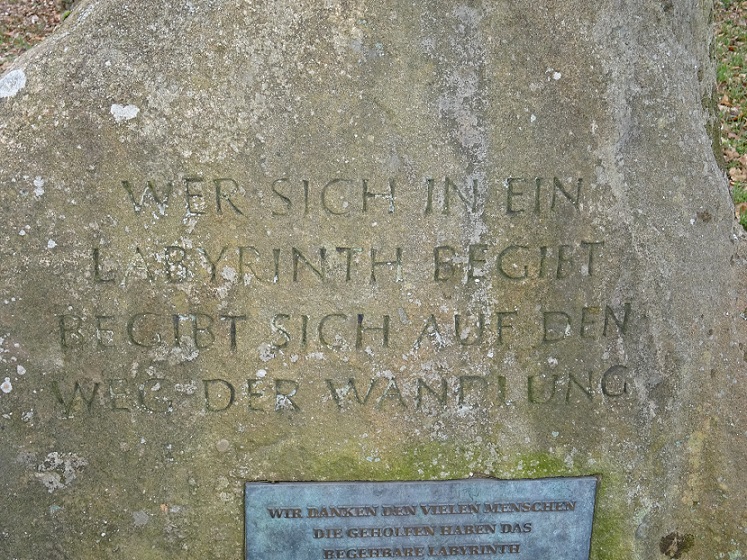 WER SICH IN EIN
LABYRINTH BEGIBT
BEGIBT SICH AUF DEN
WEG DER WANDLUNG
WIR DANKEN DEN VIELEN MENSCHEN
DIE GEHOLFEN HABEN DAS
BEGEHBARE LABYRINTH